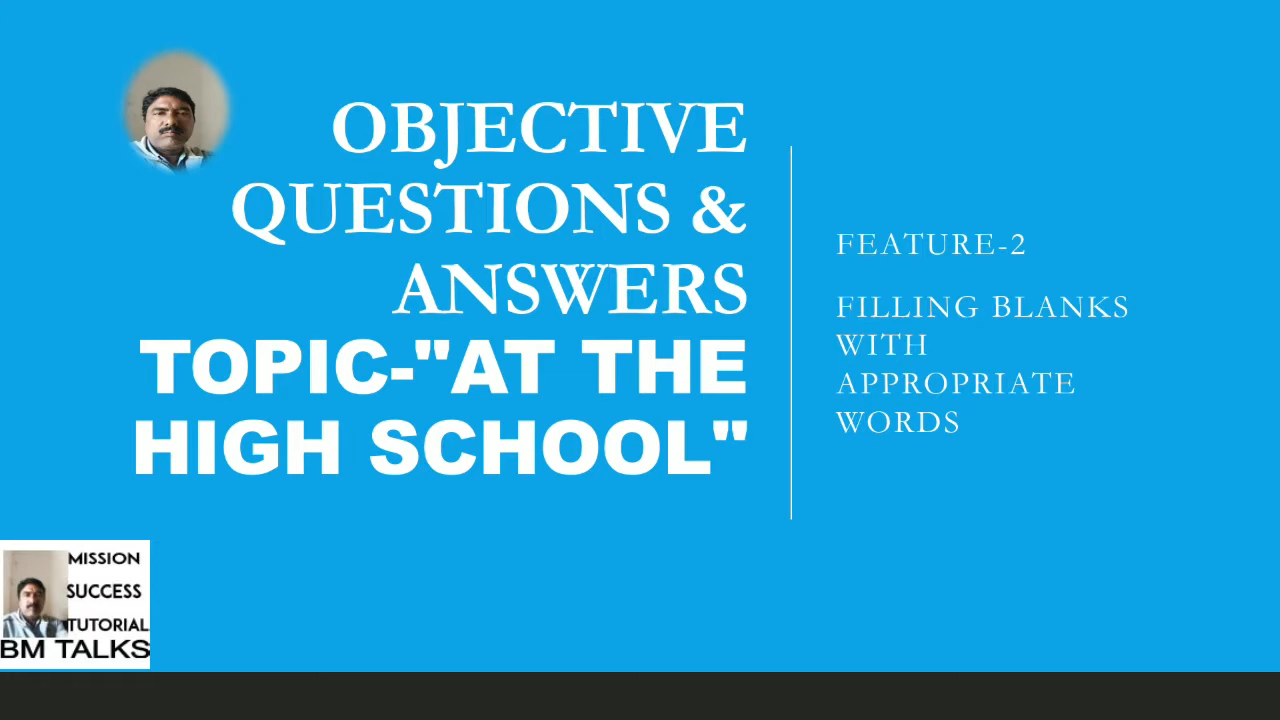 OBJECTIVE
QUESTIONS &
ANSWERS
TOPIC-"AT THE
HIGH SCHOOL"
FEATURE-2
FILLING BLANKS
WITH
APPROPRIATE
WORDS
MISSION
SUCCESS
TUTORIAL
BM TALKS